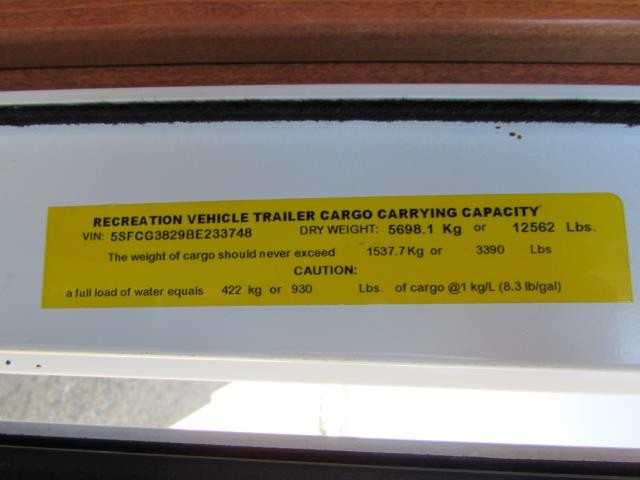 RECREATION VEHICLE TRAILER CARGO CARRYING CAPACITY
VIN: 5SFCG3829BE233748 DRY WEIGHT: 5698.1 Kg or 12562 Lbs.
The weight of cargo should never exceed 1537.7 Kg or 3390 Lbs
CAUTION:
a full load of water equals 422 kg or 930 Lbs. of cargo @1 kg/L (8.3 lb/gal)